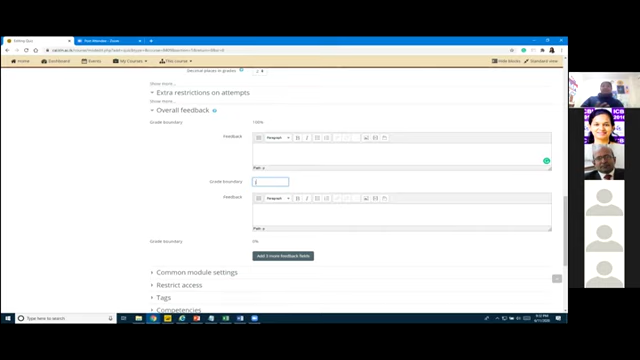 Editing Quiz
Zoom
Home
Dashboard
Events
My Courses
This course
Hide blocks
Standard view
Decimal places in grades
2
Show more...
Extra restrictions on attempts
Show more...
Overall feedback
Grade boundary
100%
Feedback
Paragraph
Path: p
Grade boundary
Feedback
Paragraph
Path: p
Grade boundary
0%
Add 3 more feedback fields
Common module settings
Restrict access
Tags
Competencies
Type here to search
ICB